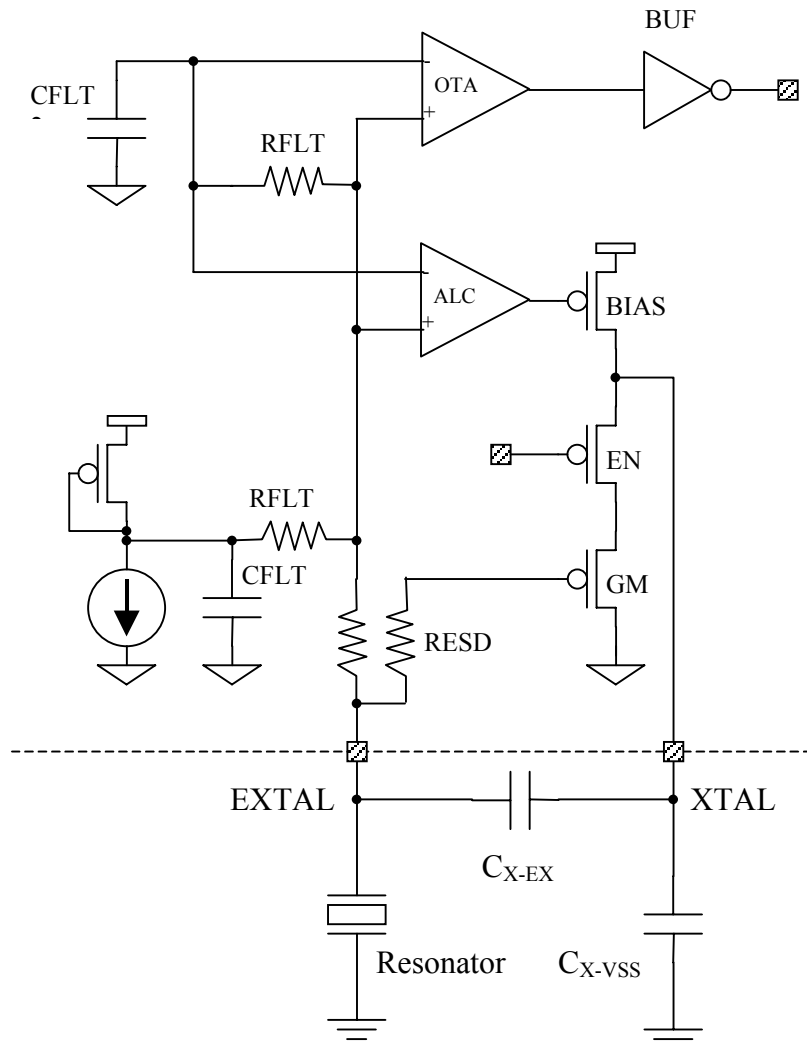 BUF
CFLT
-
OTA
+
RFLT
-
ALC
+
BIAS
EN
RFLT
CFLT
GM
RESD
EXTAL
XTAL
CX-EX
Resonator
CX-VSS